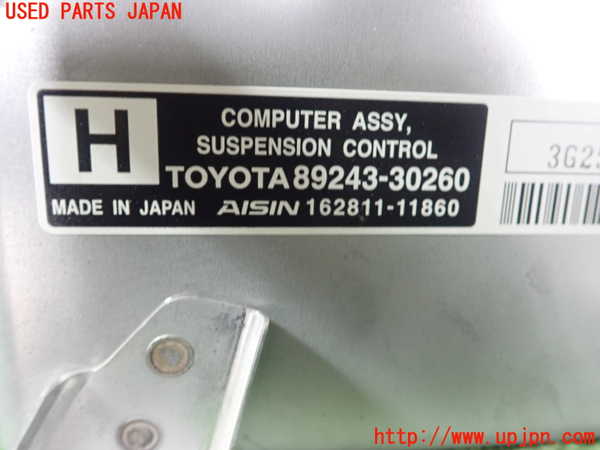 USED PARTS JAPAN
H
COMPUTER ASSY,
SUSPENSION CONTROL
TOYOTA 89243-30260
MADE IN JAPAN AISIN 162811-11860
3G25
http://www.upjpn.com/